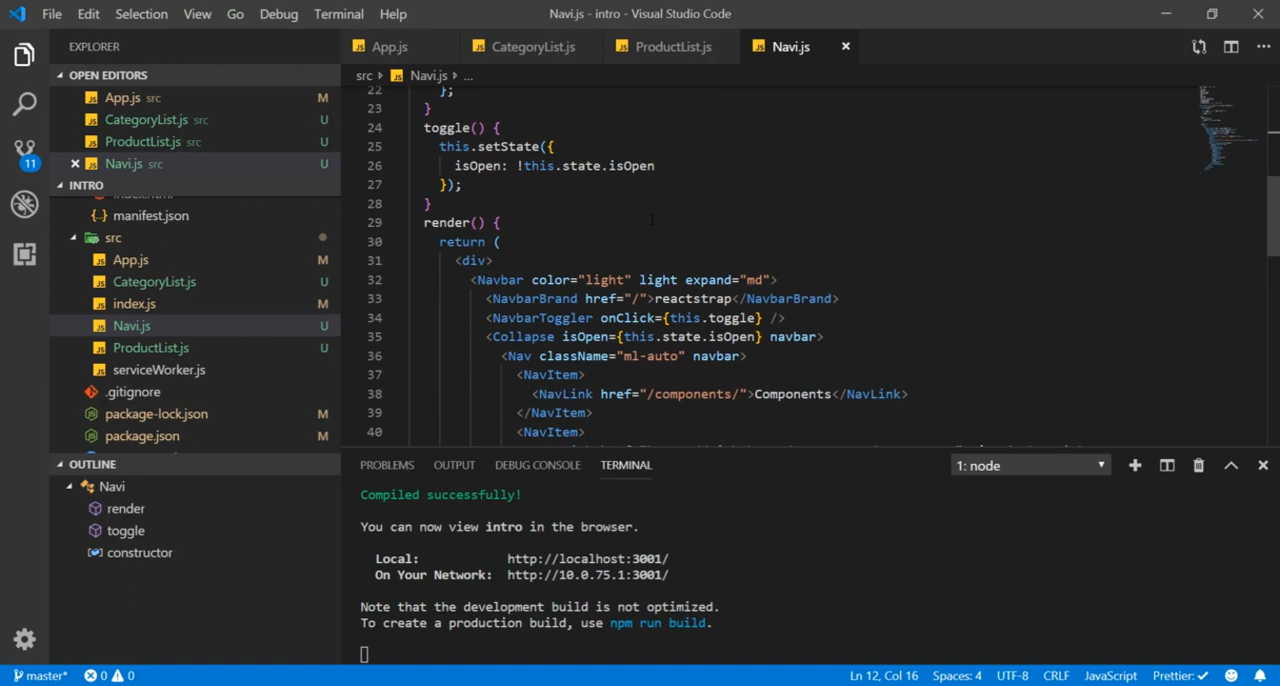 File Edit Selection View Go Debug Terminal Help Navi.js - intro - Visual Studio Code
EXPLORER
OPEN EDITORS
App.js src M
CategoryList.js src U
ProductList.js src U
Navi.js src U
INTRO
manifest.json
src
App.js M
CategoryList.js U
index.js M
Navi.js U
ProductList.js U
serviceWorker.js
.gitignore
package-lock.json M
package.json M
OUTLINE
Navi
render
toggle
constructor
11
App.js CategoryList.js ProductList.js Navi.js
src Navi.js ...
22 };
23 }
24 toggle() {
25 this.setState({
26 isOpen: !this.state.isOpen
27 });
28 }
29 render() {
30 return (
31 <div>
32 <Navbar color="light" light expand="md">
33 <NavbarBrand href="/">reactstrap</NavbarBrand>
34 <NavbarToggler onClick={this.toggle} />
35 <Collapse isOpen={this.state.isOpen} navbar>
36 <Nav className="ml-auto" navbar>
37 <NavItem>
38 <NavLink href="/components/">Components</NavLink>
39 </NavItem>
40 <NavItem>
PROBLEMS OUTPUT DEBUG CONSOLE TERMINAL 1: node
Compiled successfully!
You can now view intro in the browser.
Local: http://localhost:3001/
On Your Network: http://10.0.75.1:3001/
Note that the development build is not optimized.
To create a production build, use npm run build.
master* 0 0 Ln 12, Col 16 Spaces: 4 UTF-8 CRLF JavaScript Prettier: ✓